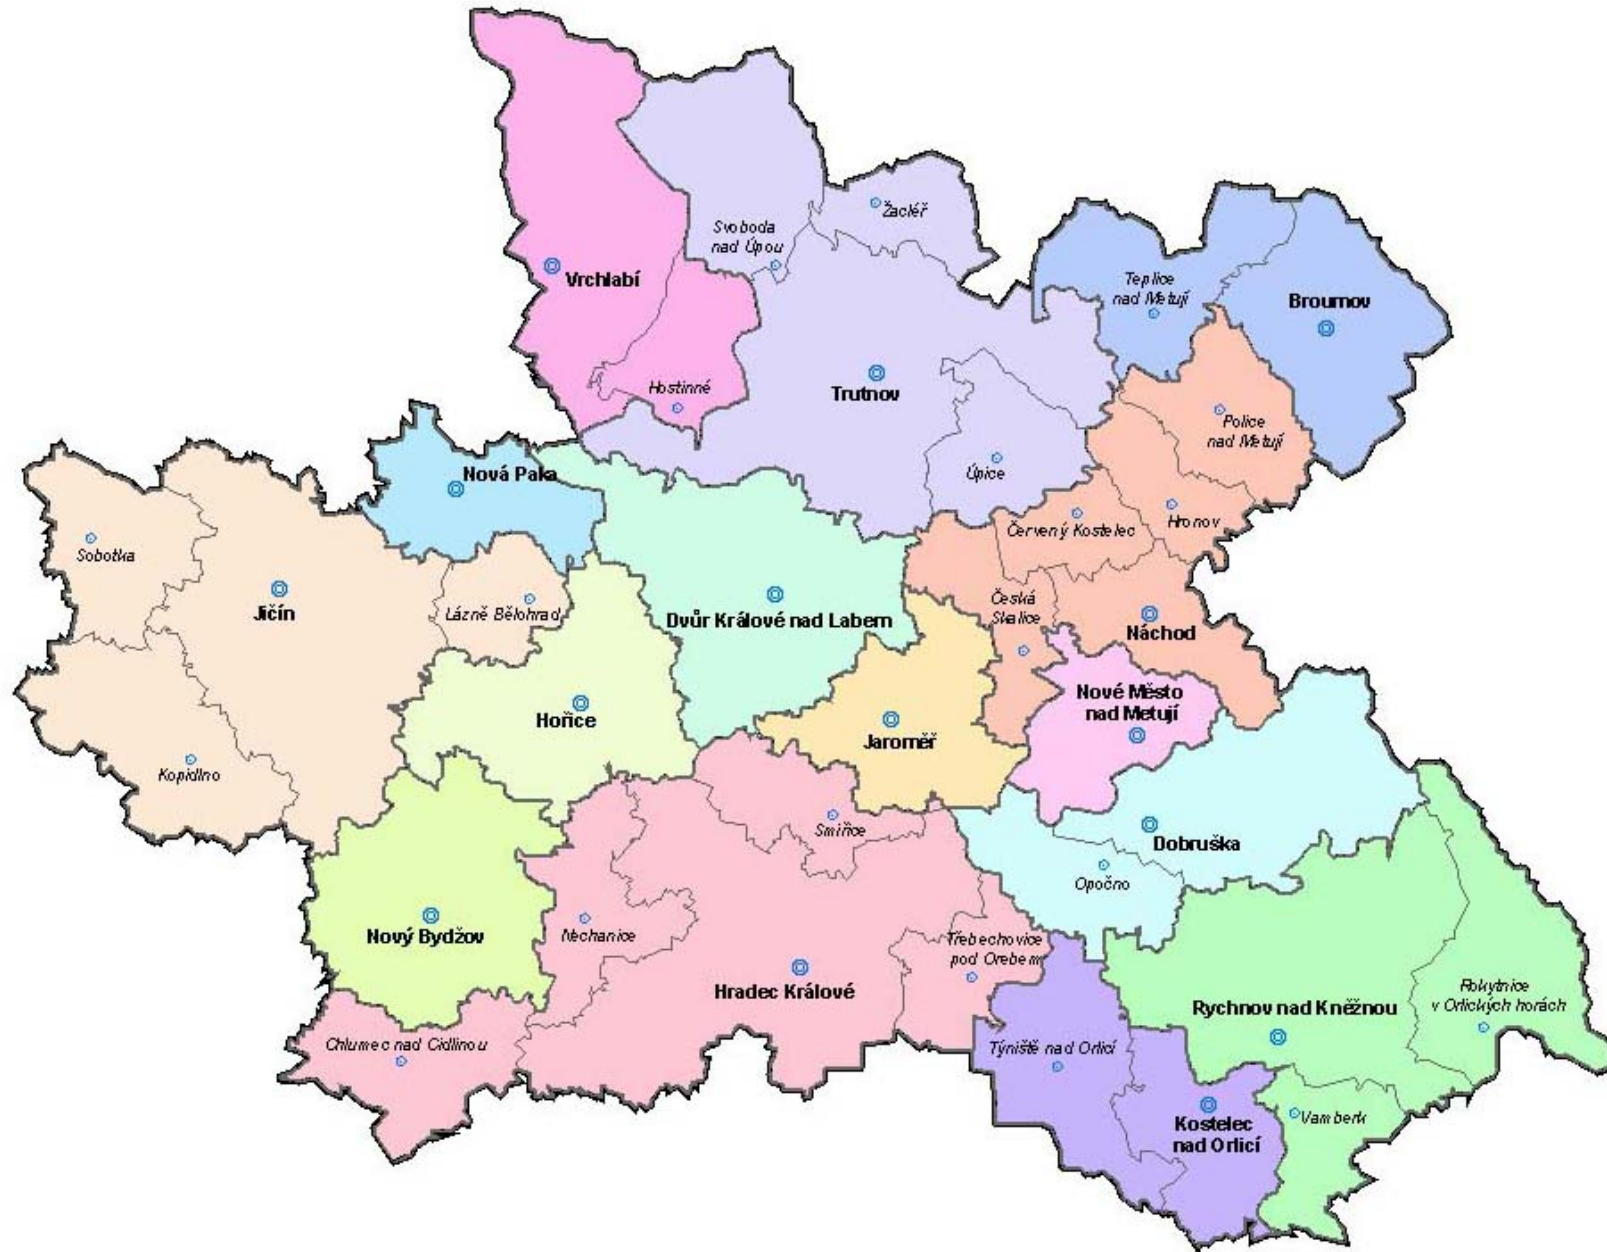 Žacléř
Svoboda
nad Úpou
Vrchlabí
Teplice
nad Metují
Broumov
Trutnov
Hostinné
Police
nad Metují
Nová Paka
Úpice
Hronov
Červený Kostelec
Sobotka
Jičín
Lázně Bělohrad
Dvůr Králové nad Labem
Česká
Skalice
Náchod
Nové Město
nad Metují
Hořice
Jaroměř
Kopidlno
Smiřice
Dobruška
Opočno
Nový Bydžov
Nechanice
Třebechovice
pod Orebem
Hradec Králové
Rokytnice
v Orlických horách
Rychnov nad Kněžnou
Chlumec nad Cidlinou
Týniště nad Orlicí
Kostelec
nad Orlicí
Vamberk